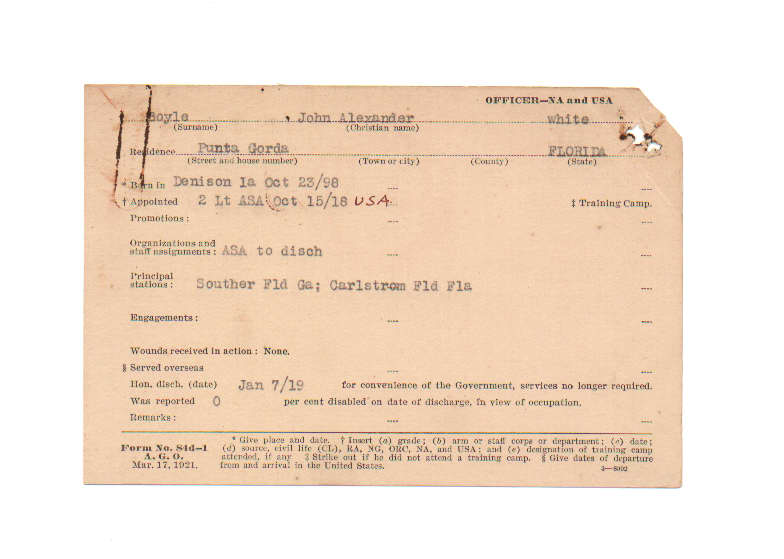 OFFICER—NA and USA
Boyle , John Alexander white
(Surname) (Christian name)
Residence Punta Gorda FLORIDA
(Street and house number) (Town or city) (County) (State)
* Born in Denison Ia Oct 23/98
† Appointed 2 Lt ASA Oct 15/18 USA ‡ Training Camp.
Promotions:
Organizations and
staff assignments: ASA to disch
Principal
stations: Souther Fld Ga; Carlstrom Fld Fla
Engagements:
Wounds received in action: None.
§ Served overseas
Hon. disch. (date) Jan 7/19 for convenience of the Government, services no longer required.
Was reported 0 per cent disabled on date of discharge, in view of occupation.
Remarks:
Form No. 84d—1
A. G. O.
Mar. 17, 1921.
* Give place and date. † Insert (a) grade; (b) arm or staff corps or department; (c) date;
(d) source, civil life (CL), RA, NG, ORC, NA, and USA; and (e) designation of training camp
attended, if any ‡ Strike out if he did not attend a training camp. § Give dates of departure
from and arrival in the United States.